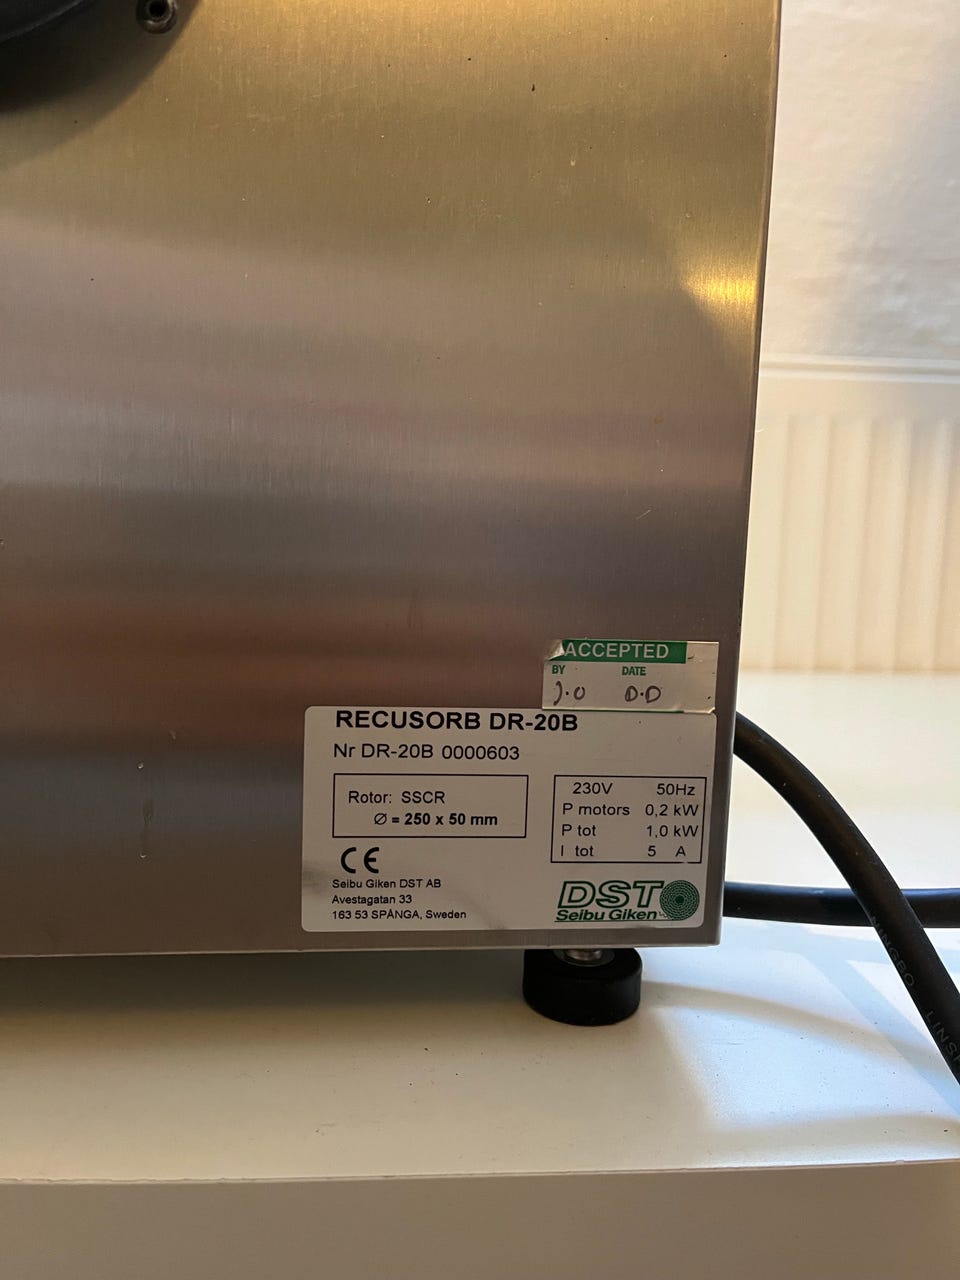 ACCEPTED
BY DATE
J.O D.D
RECUSORB DR-20B
Nr DR-20B 0000603
Rotor: SSCR
Ø = 250 x 50 mm
230V 50Hz
P motors 0,2 kW
P tot 1,0 kW
I tot 5 A
CE
Seibu Giken DST AB
Avestagatan 33
163 53 SPÅNGA, Sweden
DST
Seibu Giken
NINGBO